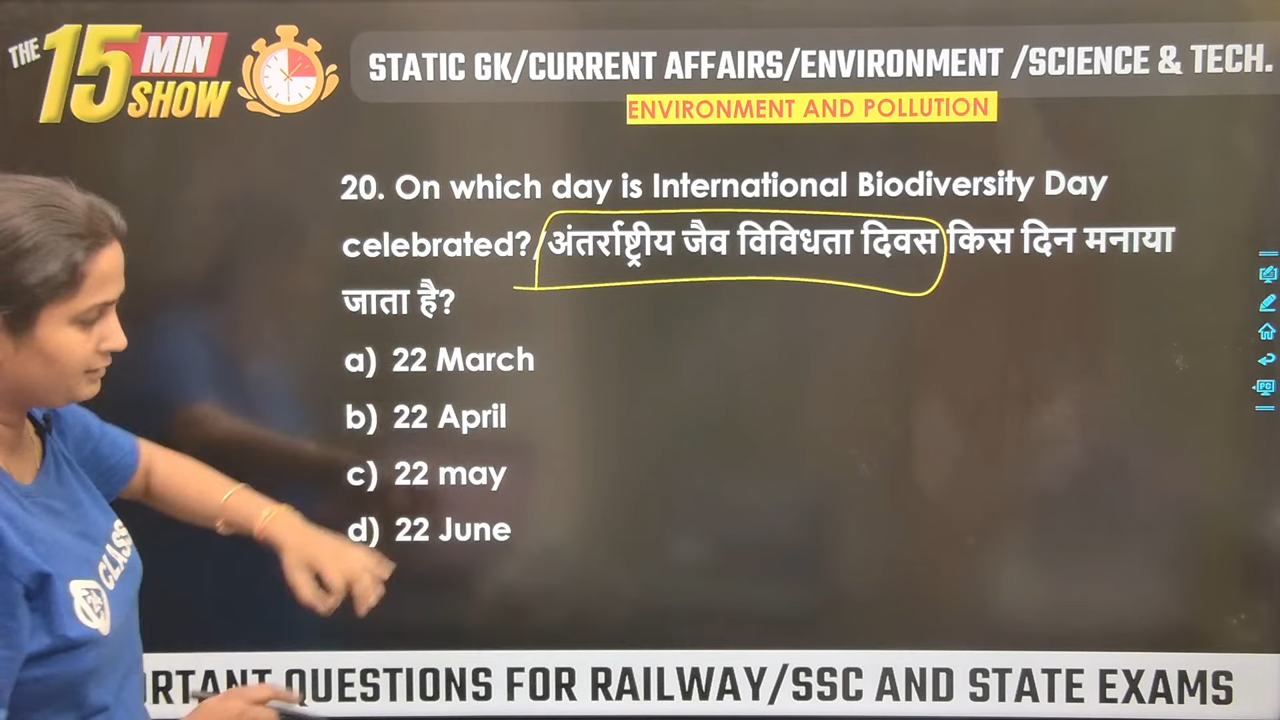 THE 15 MIN SHOW
STATIC GK/CURRENT AFFAIRS/ENVIRONMENT /SCIENCE & TECH.
ENVIRONMENT AND POLLUTION
20. On which day is International Biodiversity Day
celebrated?/अंतर्राष्ट्रीय जैव विविधता दिवस किस दिन मनाया
जाता है?
a) 22 March
b) 22 April
c) 22 may
d) 22 June
CLASS
PC
QUESTIONS FOR RAILWAY/SSC AND STATE EXAMS